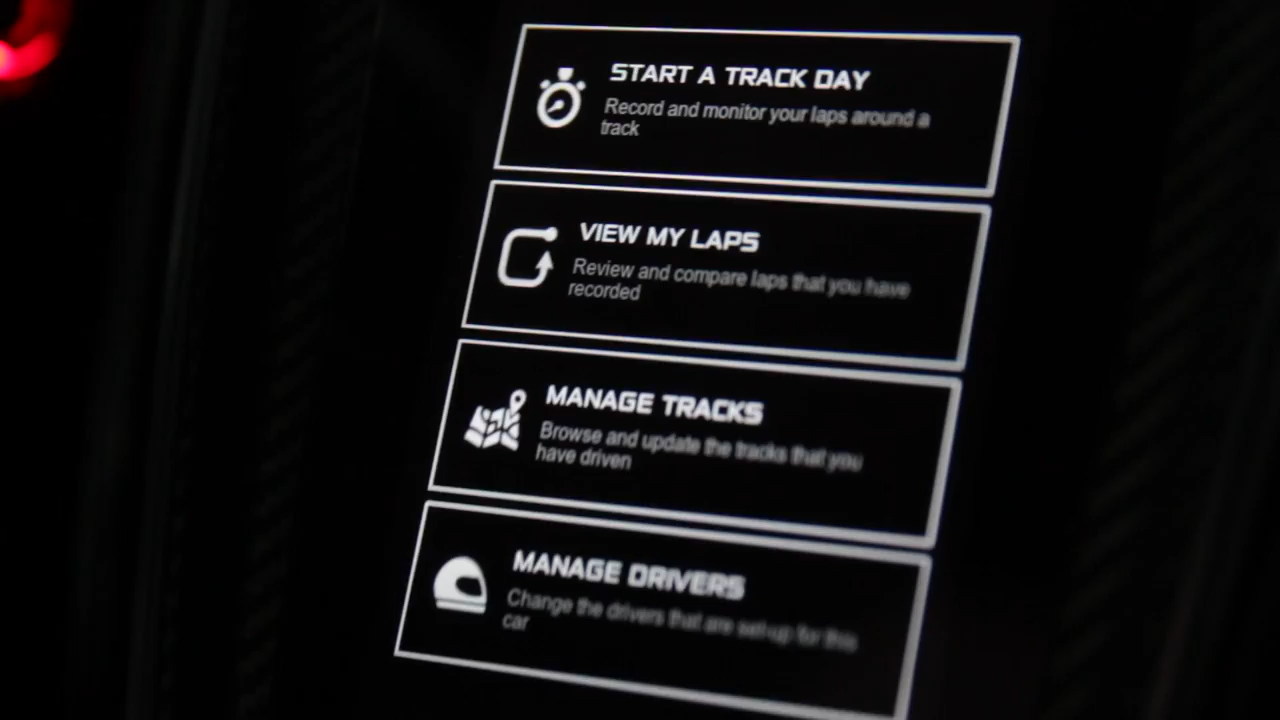 START A TRACK DAY
Record and monitor your laps around a
track
VIEW MY LAPS
Review and compare laps that you have
recorded
MANAGE TRACKS
Browse and update the tracks that you
have driven
MANAGE DRIVERS
Change the drivers that are set-up for this
car